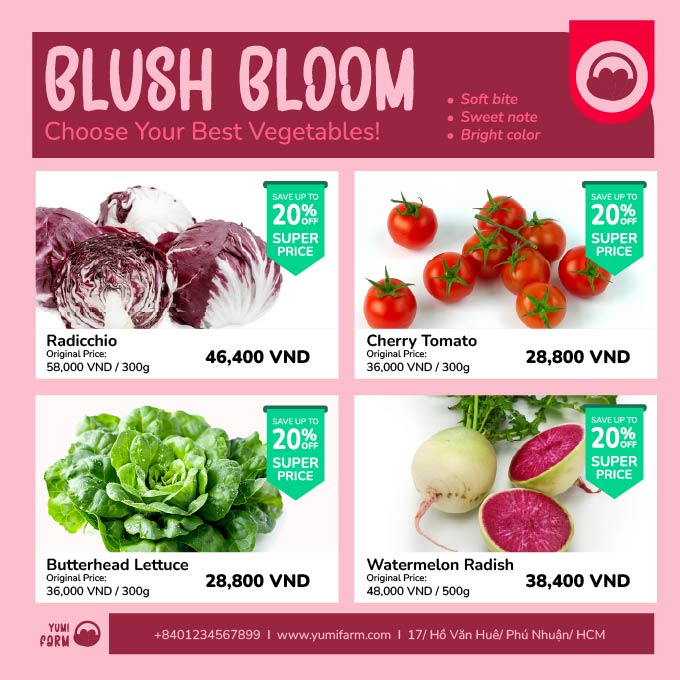 BLUSH BLOOM
Choose Your Best Vegetables!
• Soft bite
• Sweet note
• Bright color
SAVE UP TO
20% OFF
SUPER
PRICE
Radicchio
Original Price:
58,000 VND / 300g
46,400 VND
SAVE UP TO
20% OFF
SUPER
PRICE
Cherry Tomato
Original Price:
36,000 VND / 300g
28,800 VND
SAVE UP TO
20% OFF
SUPER
PRICE
Butterhead Lettuce
Original Price:
36,000 VND / 300g
28,800 VND
SAVE UP TO
20% OFF
SUPER
PRICE
Watermelon Radish
Original Price:
48,000 VND / 500g
38,400 VND
YUMI
FARM
+8401234567899 I www.yumifarm.com I 17/ Hồ Văn Huê/ Phú Nhuận/ HCM